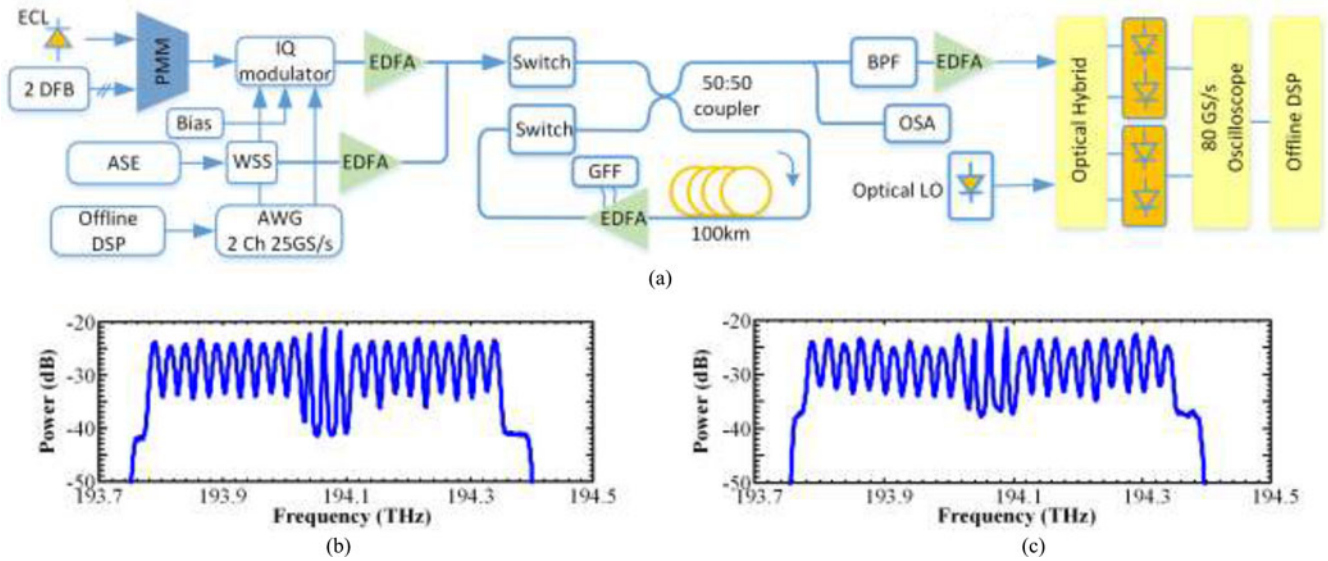 ECL
2 DFB
PMM
IQ
modulator
EDFA
Bias
ASE
WSS
EDFA
Offline
DSP
AWG
2 Ch 25GS/s
Switch
Switch
50:50
coupler
GFF
EDFA
100km
BPF
EDFA
OSA
Optical LO
Optical Hybrid
80 GS/s
Oscilloscope
Offline DSP
(a)
Power (dB)
-20
-30
-40
-50
193.7
193.9
194.1
194.3
194.5
Frequency (THz)
(b)
Power (dB)
-20
-30
-40
-50
193.7
193.9
194.1
194.3
194.5
Frequency (THz)
(c)